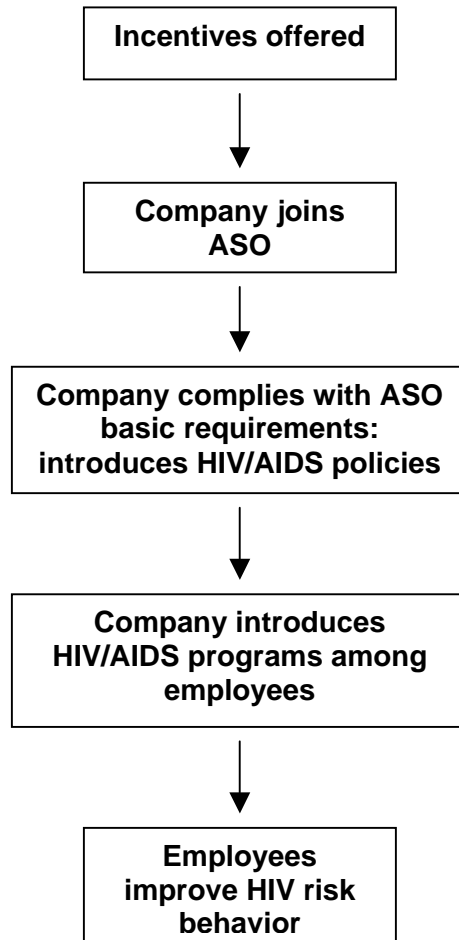 Incentives offered
Company joins
ASO
Company complies with ASO
basic requirements:
introduces HIV/AIDS policies
Company introduces
HIV/AIDS programs among
employees
Employees
improve HIV risk
behavior